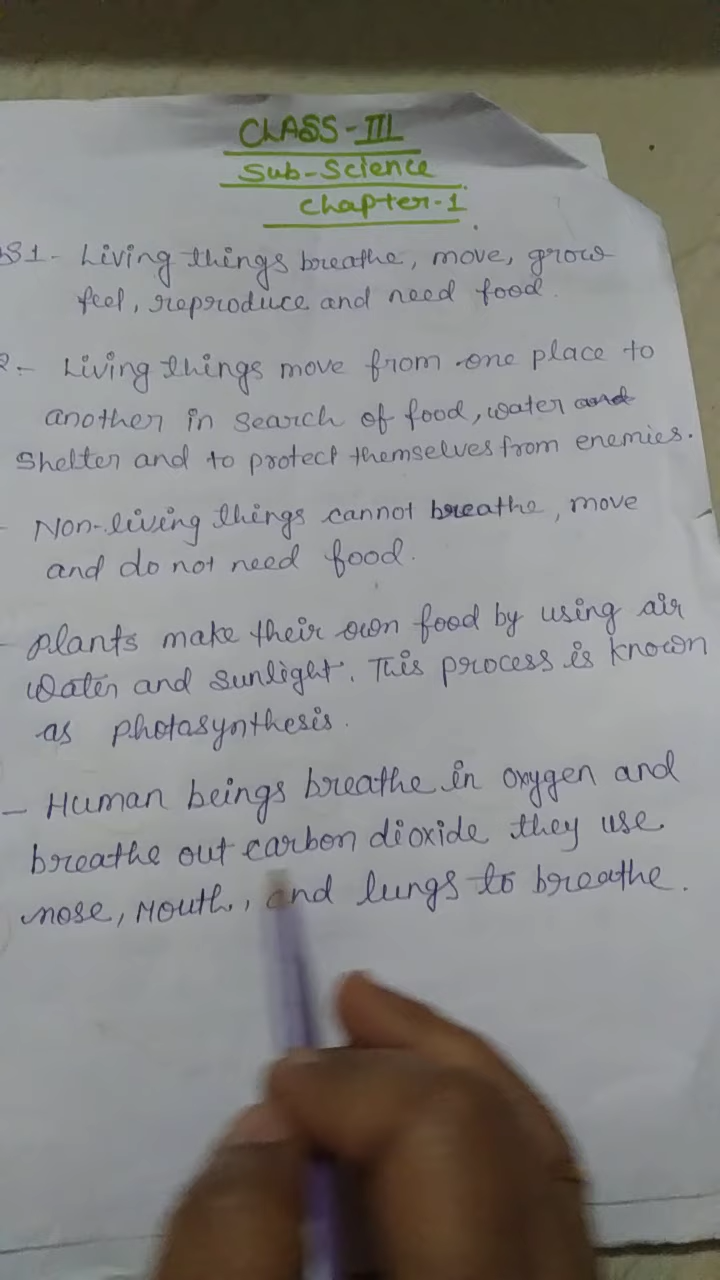 CLASS-III
Sub-Science
Chapter-1
S1- Living things breathe, move, grow
feel, reproduce and need food.
- Living things move from one place to
another in search of food, water and
Shelter and to protect themselves from enemies.
- Non-living things cannot breathe, move
and do not need food.
- plants make their own food by using air
Water and sunlight. This process is known
as photasynthesis.
- Human beings breathe in oxygen and
breathe out carbon dioxide they use
nose, Mouth, and lungs to breathe.